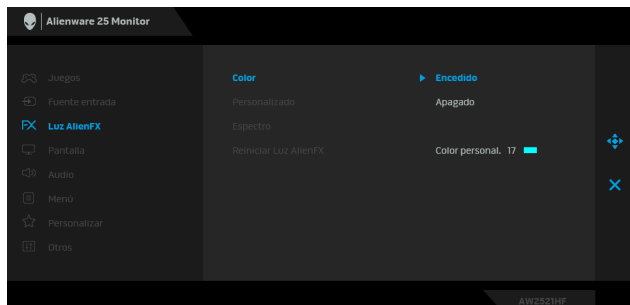 Alienware 25 Monitor
Juegos
Fuente entrada
Luz AlienFX
Pantalla
Audio
Menú
Personalizar
Otros
Color
Personalizado
Espectro
Reiniciar Luz AlienFX
Encedido
Apagado
Color personal. 17
AW2521HF